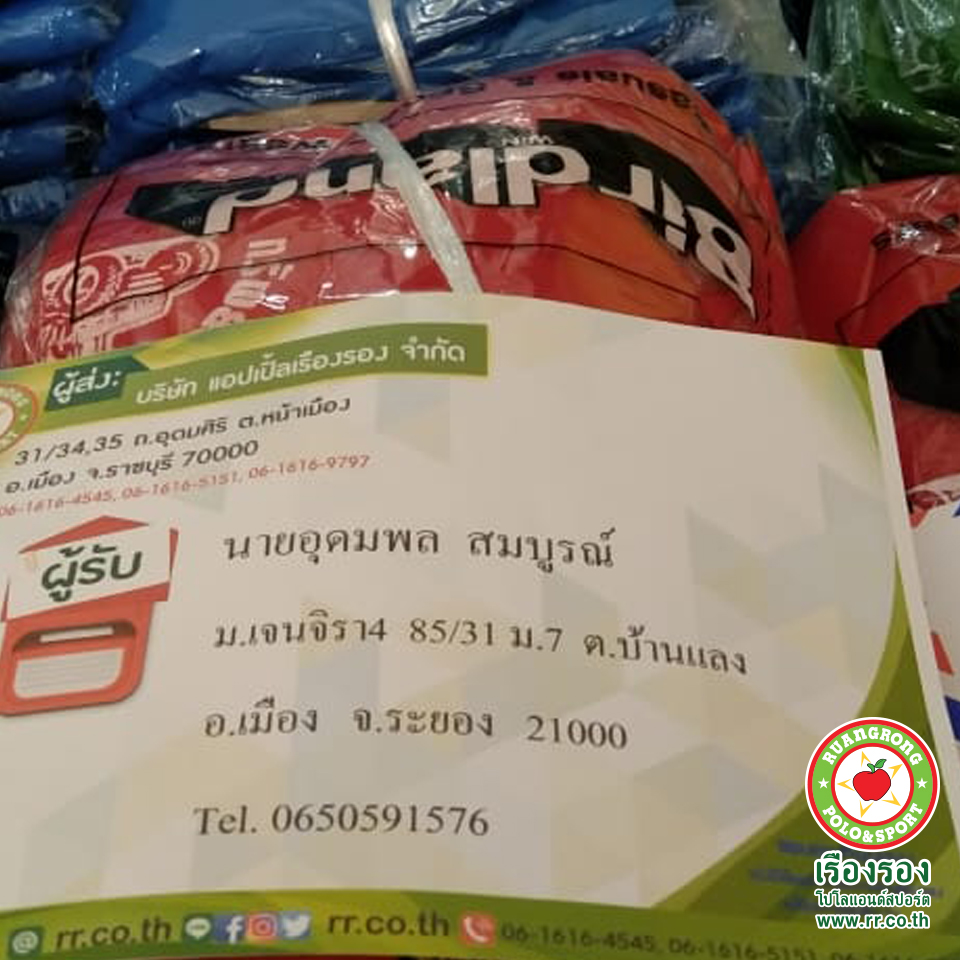 Birdland
ผู้ส่ง:
บริษัท แอปเปิ้ลเรืองรอง จำกัด
31/34,35 ถ.อุดมศิริ ต.หน้าเมือง
อ.เมือง จ.ราชบุรี 70000
06-1616-4545, 06-1616-5151, 06-1616-9797
ผู้รับ
นายอุดมพล สมบูรณ์
ม.เจนจิรา4 85/31 ม.7 ต.บ้านแลง
อ.เมือง จ.ระยอง 21000
Tel. 0650591576
RUANGRONG
POLO&SPORT
เรืองรอง
โปโลแอนด์สปอร์ต
www.rr.co.th
rr.co.th rr.co.th 06-1616-4545, 06-1616-5151